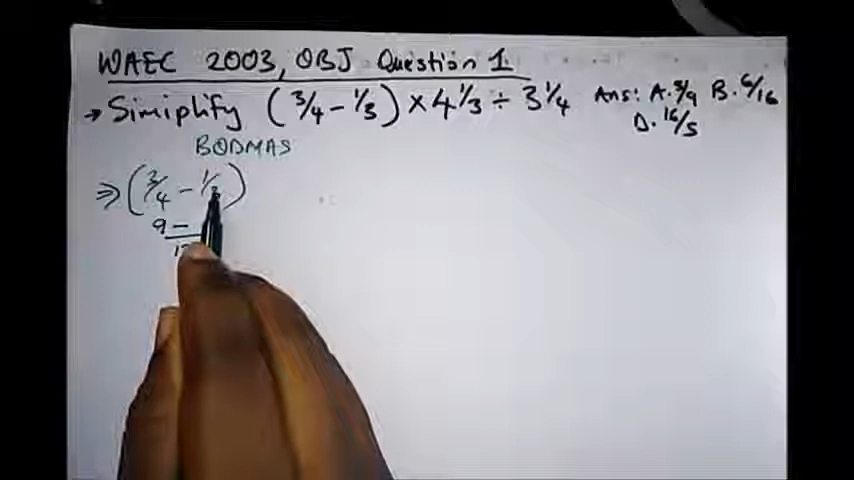 WAEC 2003, OBJ Question 1
→ Simiplify (3/4 - 1/3) × 4 1/3 ÷ 3 1/4 Ans: A. 3/9 B. 6/16
D. 16/5
BODMAS
⇒ (3/4 - 1/3)
9 -